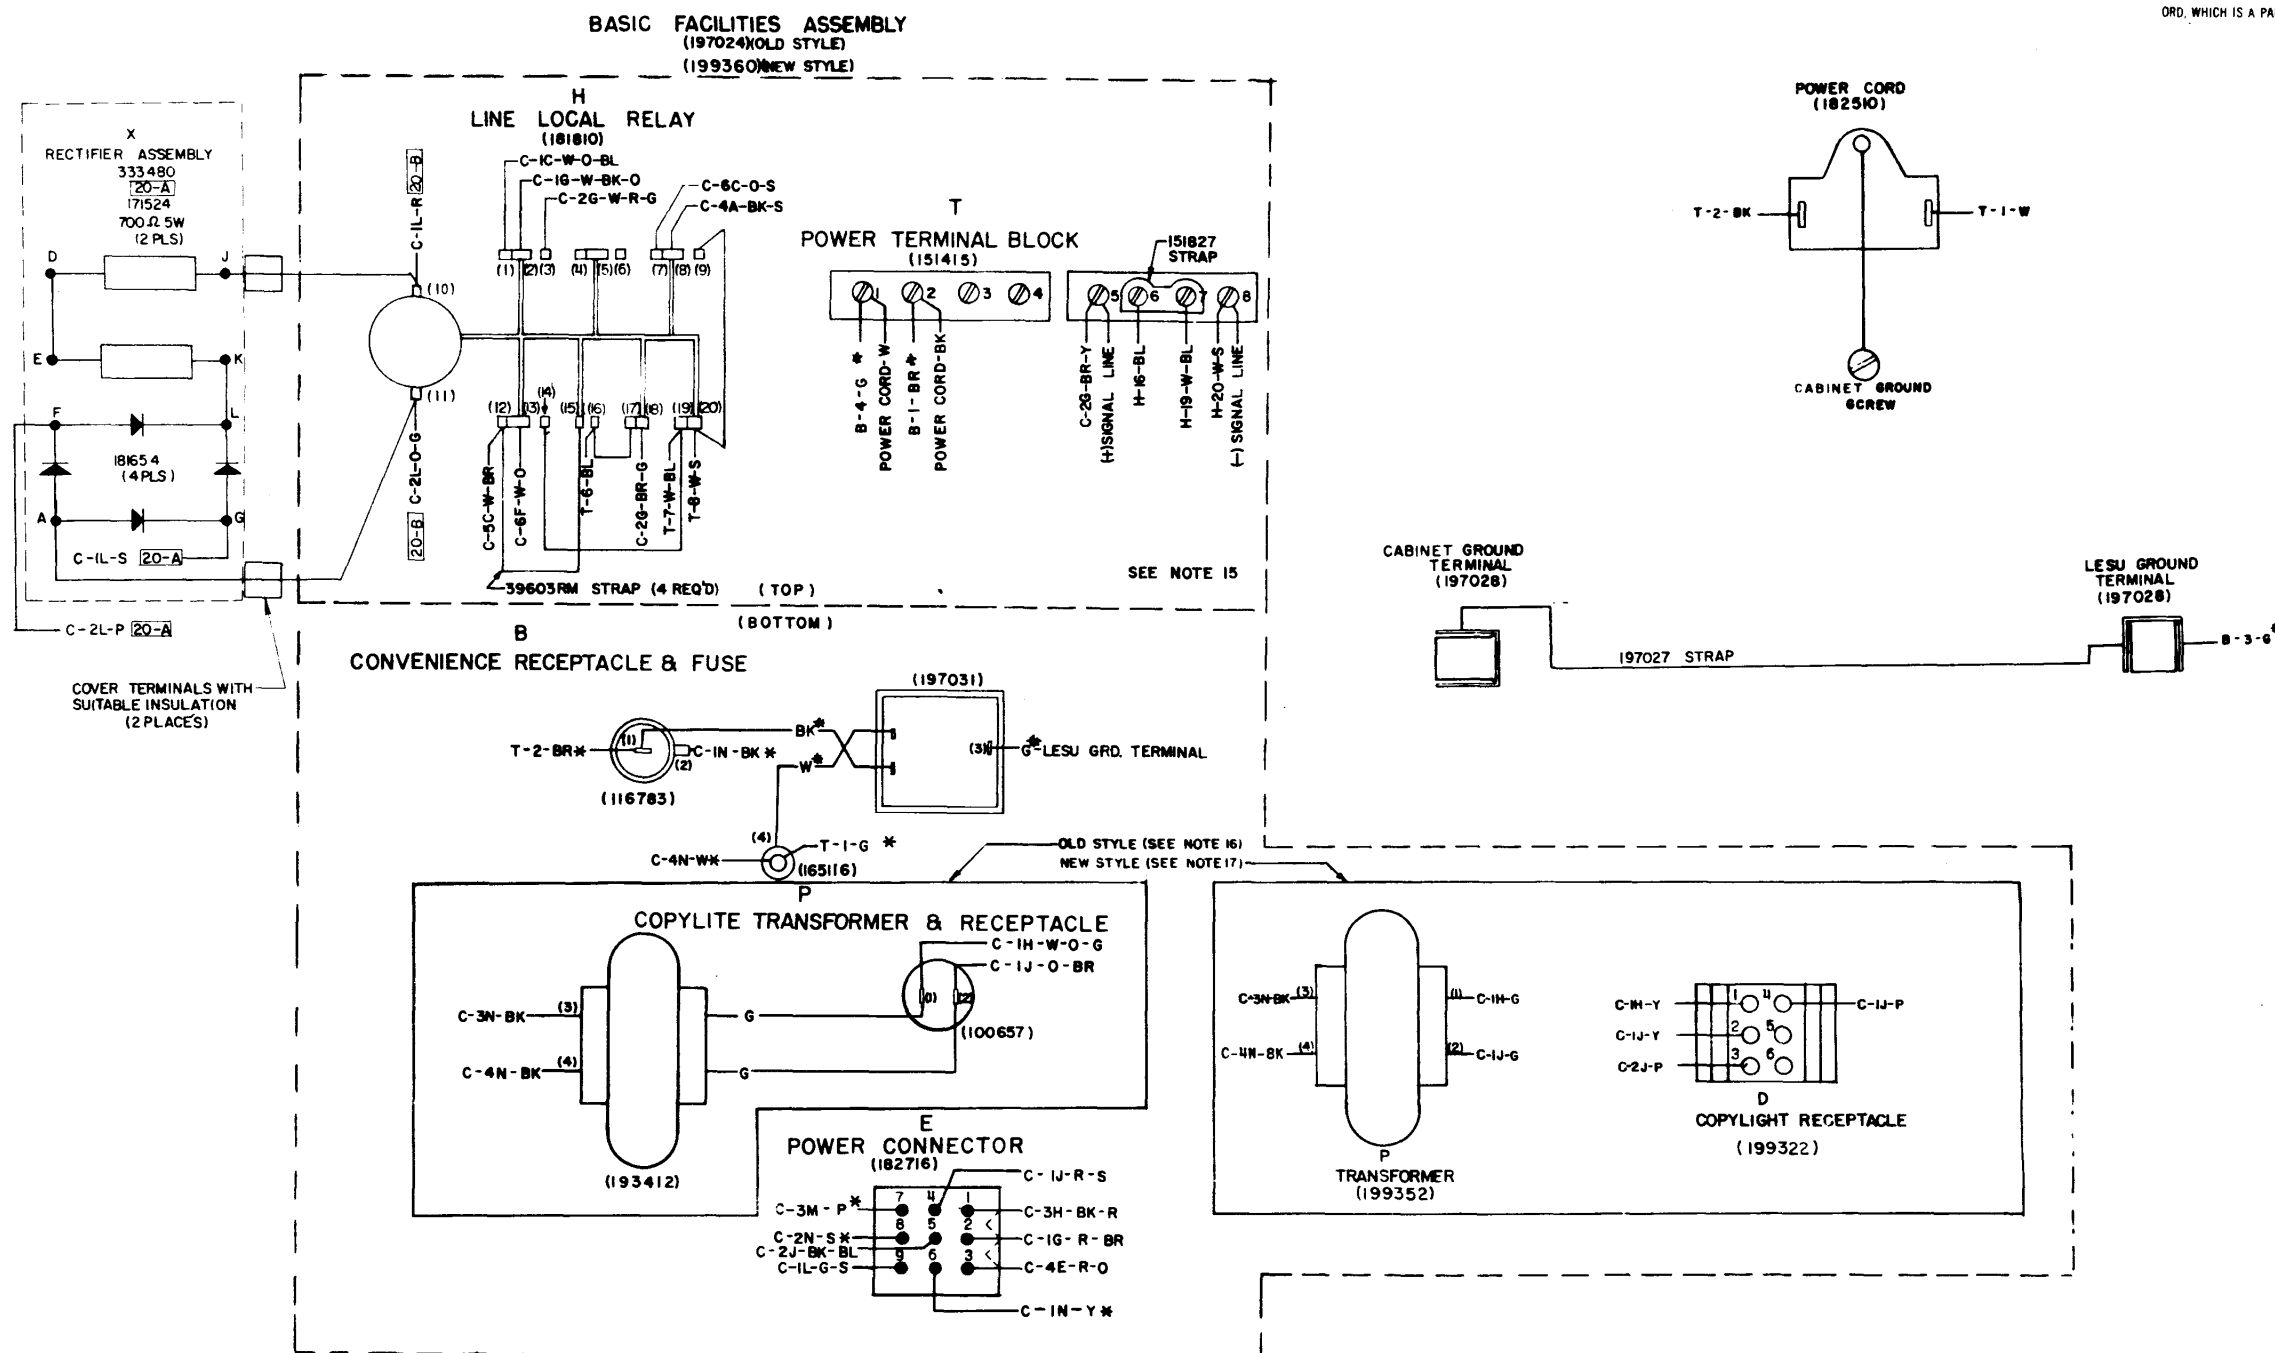 ORD, WHICH IS A PA
BASIC FACILITIES ASSEMBLY
(197024)(OLD STYLE)
(199360)(NEW STYLE)
X
RECTIFIER ASSEMBLY
333480
20-A
171524
700Ω 5W
(2 PLS)
D
J
E
K
F
L
181654
(4 PLS)
A
G
C-1L-S 20-A
C-2L-P 20-A
COVER TERMINALS WITH
SUITABLE INSULATION
(2 PLACES)
H
LINE LOCAL RELAY
(181810)
C-1C-W-O-BL
C-1G-W-BK-O
C-2G-W-R-G
C-6C-O-S
C-4A-BK-S
C-1L-R 20-B
(1) (2) (3) (4) (5) (6) (7) (8) (9)
(10)
(11)
20-B C-2L-O-G
(12) (13) (14) (15) (16) (17) (18) (19) (20)
C-5C-W-BR
C-6F-W-O
T-6-BL
C-2G-BR-G
T-7-W-BL
T-8-W-S
39603RM STRAP (4 REQ'D)
(TOP)
T
POWER TERMINAL BLOCK
(151415)
151827
STRAP
1 2 3 4 5 6 7 8
B-4-G *
POWER CORD-W
B-1-BR*
POWER CORD-BK
C-2G-BR-Y
(+)SIGNAL LINE
H-16-BL
H-19-W-BL
H-20-W-S
(-) SIGNAL LINE
SEE NOTE 15
POWER CORD
(182510)
T-2-BK
T-1-W
CABINET GROUND
SCREW
CABINET GROUND
TERMINAL
(197028)
197027 STRAP
LESU GROUND
TERMINAL
(197028)
B-3-G*
(BOTTOM)
B
CONVENIENCE RECEPTACLE & FUSE
(197031)
T-2-BR*
(1)
C-1N-BK*
(2)
(116783)
BK*
W*
(3)
G*-LESU GRD. TERMINAL
(4)
T-1-G *
C-4N-W*
(165116)
OLD STYLE (SEE NOTE 16)
NEW STYLE (SEE NOTE 17)
P
COPYLITE TRANSFORMER & RECEPTACLE
C-1H-W-O-G
C-1J-O-BR
C-3N-BK (3)
C-4N-BK (4)
G
G
(1) (2)
(100657)
(193412)
E
POWER CONNECTOR
(182716)
C-1J-R-S
7 4 1
C-3M-P*
C-3H-BK-R
8 5 2
C-2N-S*
C-1G-R-BR
C-2J-BK-BL
9 6 3
C-1L-G-S
C-4E-R-O
C-1N-Y*
C-3N-BK (3)
(1) C-1H-G
C-4N-BK (4)
(2) C-1J-G
P
TRANSFORMER
(199352)
C-1H-Y 1 4 C-1J-P
C-1J-Y 2 5
C-2J-P 3 6
D
COPYLIGHT RECEPTACLE
(199322)